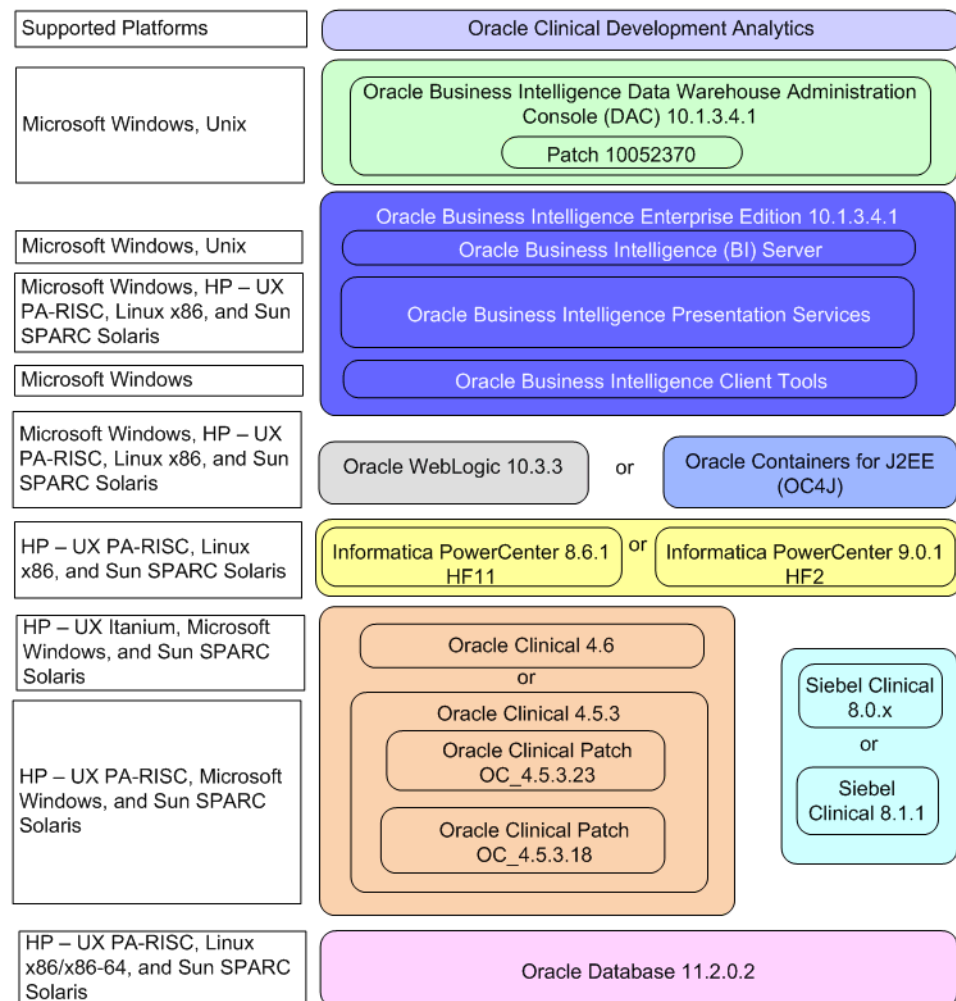 Supported Platforms
Oracle Clinical Development Analytics
Microsoft Windows, Unix
Oracle Business Intelligence Data Warehouse Administration
Console (DAC) 10.1.3.4.1
Patch 10052370
Oracle Business Intelligence Enterprise Edition 10.1.3.4.1
Microsoft Windows, Unix
Oracle Business Intelligence (BI) Server
Microsoft Windows, HP – UX
PA-RISC, Linux x86, and Sun
SPARC Solaris
Oracle Business Intelligence Presentation Services
Microsoft Windows
Oracle Business Intelligence Client Tools
Microsoft Windows, HP – UX
PA-RISC, Linux x86, and Sun
SPARC Solaris
Oracle WebLogic 10.3.3
or
Oracle Containers for J2EE
(OC4J)
HP – UX PA-RISC, Linux
x86, and Sun SPARC Solaris
Informatica PowerCenter 8.6.1
HF11
or
Informatica PowerCenter 9.0.1
HF2
HP – UX Itanium, Microsoft
Windows, and Sun SPARC
Solaris
Oracle Clinical 4.6
or
HP – UX PA-RISC, Microsoft
Windows, and Sun SPARC
Solaris
Oracle Clinical 4.5.3
Oracle Clinical Patch
OC_4.5.3.23
Oracle Clinical Patch
OC_4.5.3.18
Siebel Clinical
8.0.x
or
Siebel
Clinical 8.1.1
HP – UX PA-RISC, Linux
x86/x86-64, and Sun SPARC
Solaris
Oracle Database 11.2.0.2